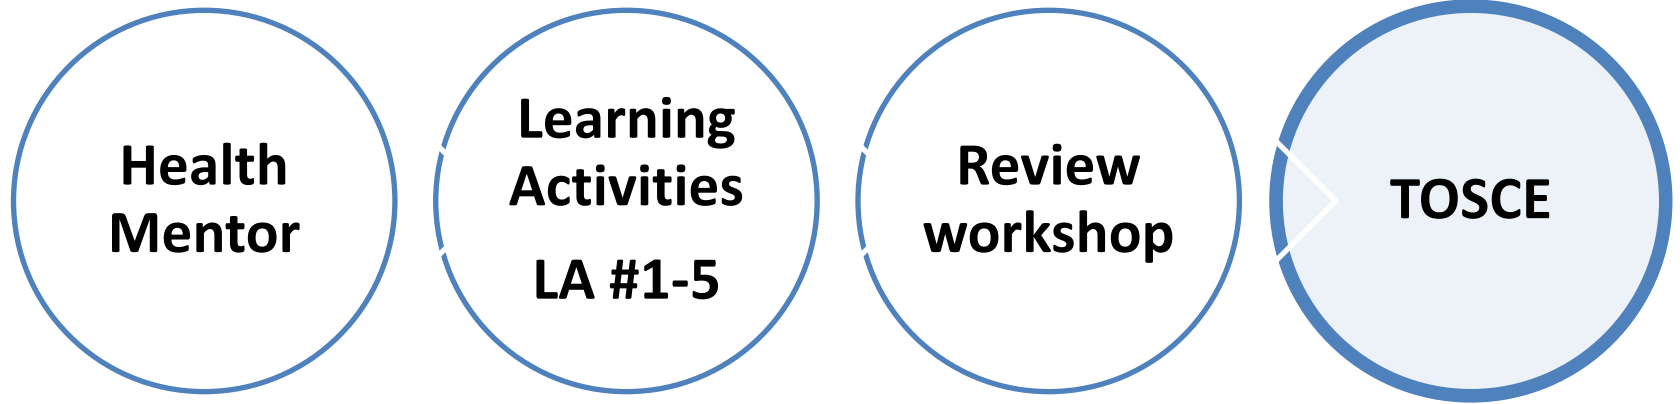 Health
Mentor
Learning
Activities
LA #1-5
Review
workshop
TOSCE